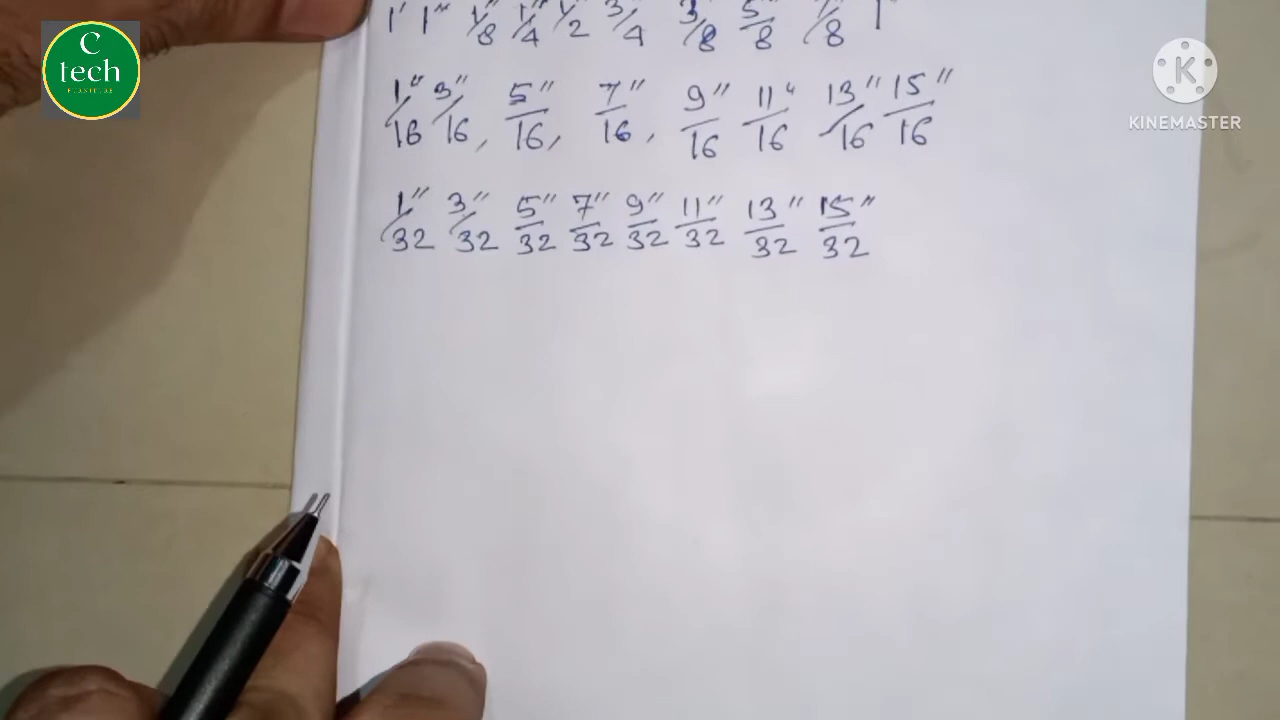 C
tech
FURNITURE
KINEMASTER
1' 1" 1/8" 1/4" 1/2" 3/4" 3/8" 5/8" 7/8" 1"
1/16" 3/16", 5/16", 7/16", 9/16" 11/16" 13/16" 15/16"
1/32" 3/32" 5/32" 7/32" 9/32" 11/32" 13/32" 15/32"